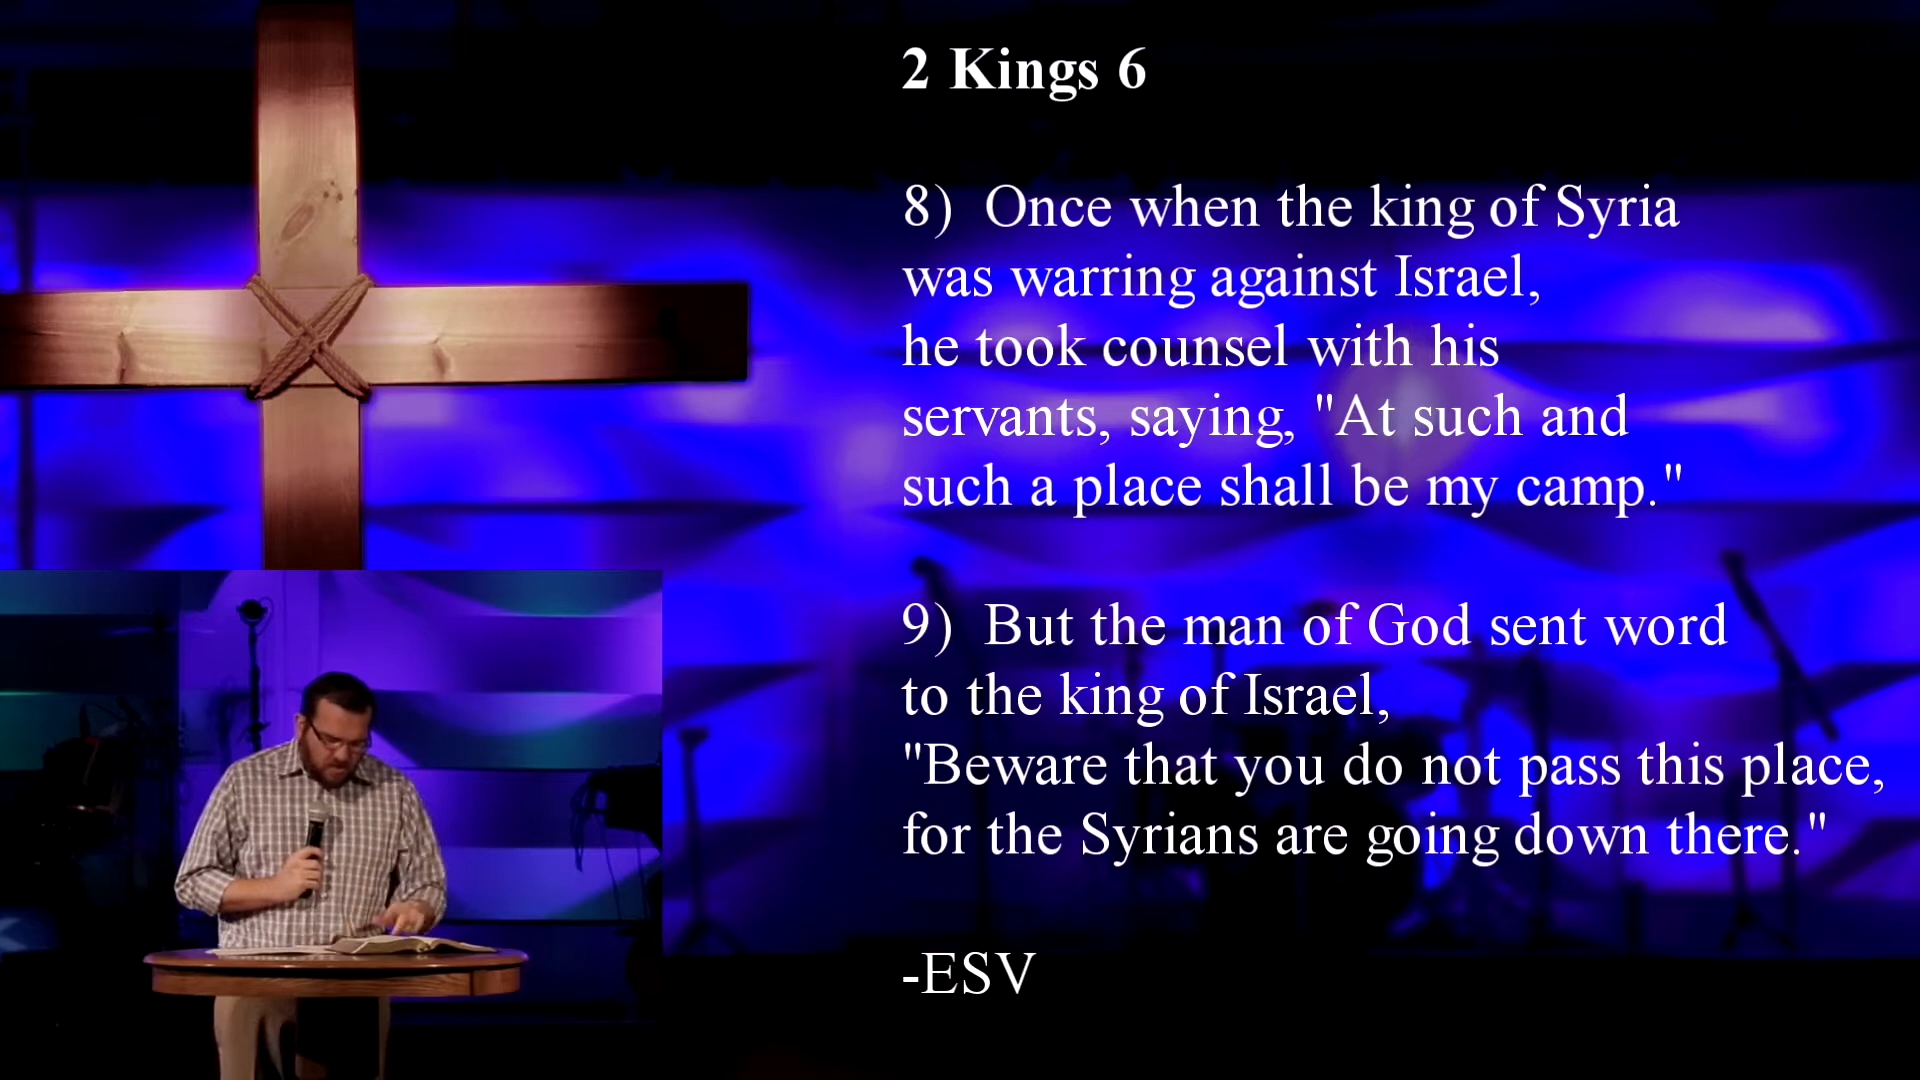 2 Kings 6
8) Once when the king of Syria
was warring against Israel,
he took counsel with his
servants, saying, "At such and
such a place shall be my camp."
9) But the man of God sent word
to the king of Israel,
"Beware that you do not pass this place,
for the Syrians are going down there."
-ESV